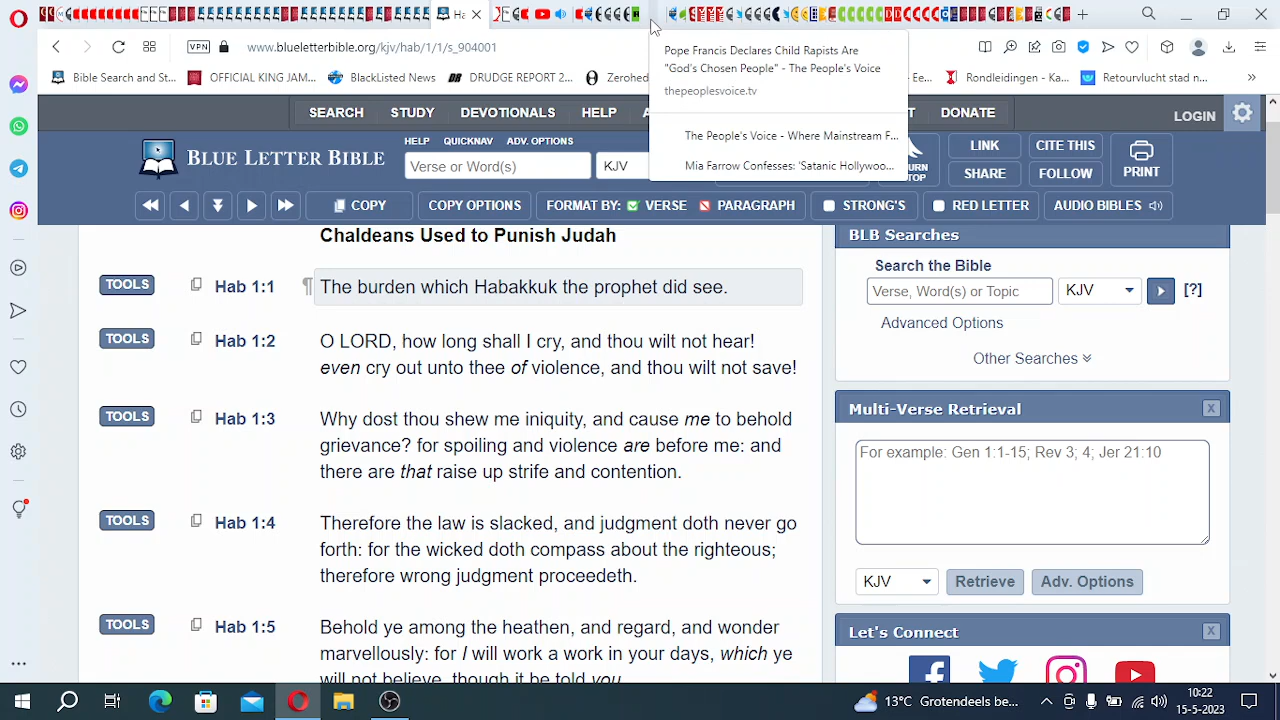 Ha
VPN
www.blueletterbible.org/kjv/hab/1/1/s_904001
Pope Francis Declares Child Rapists Are
"God's Chosen People" - The People's Voice
thepeoplesvoice.tv
The People's Voice - Where Mainstream F...
Mia Farrow Confesses: 'Satanic Hollywoo...
Bible Search and St...
OFFICIAL KING JAM...
BlackListed News
DRUDGE REPORT 2...
Zerohed
Ee...
Rondleidingen - Ka...
Retourvlucht stad n...
SEARCH
STUDY
DEVOTIONALS
HELP
DONATE
LOGIN
BLUE LETTER BIBLE
HELP
QUICKNAV
ADV. OPTIONS
Verse or Word(s)
KJV
LINK
CITE THIS
SHARE
FOLLOW
PRINT
COPY
COPY OPTIONS
FORMAT BY:
VERSE
PARAGRAPH
STRONG'S
RED LETTER
AUDIO BIBLES
Chaldeans Used to Punish Judah
TOOLS
Hab 1:1
¶
The burden which Habakkuk the prophet did see.
TOOLS
Hab 1:2
O LORD, how long shall I cry, and thou wilt not hear!
even cry out unto thee of violence, and thou wilt not save!
TOOLS
Hab 1:3
Why dost thou shew me iniquity, and cause me to behold
grievance? for spoiling and violence are before me: and
there are that raise up strife and contention.
TOOLS
Hab 1:4
Therefore the law is slacked, and judgment doth never go
forth: for the wicked doth compass about the righteous;
therefore wrong judgment proceedeth.
TOOLS
Hab 1:5
Behold ye among the heathen, and regard, and wonder
marvellously: for I will work a work in your days, which ye
will not believe, though it be told you.
BLB Searches
Search the Bible
Verse, Word(s) or Topic
KJV
[?]
Advanced Options
Other Searches
Multi-Verse Retrieval
For example: Gen 1:1-15; Rev 3; 4; Jer 21:10
KJV
Retrieve
Adv. Options
Let's Connect
13°C Grotendeels be...
10:22
15-5-2023